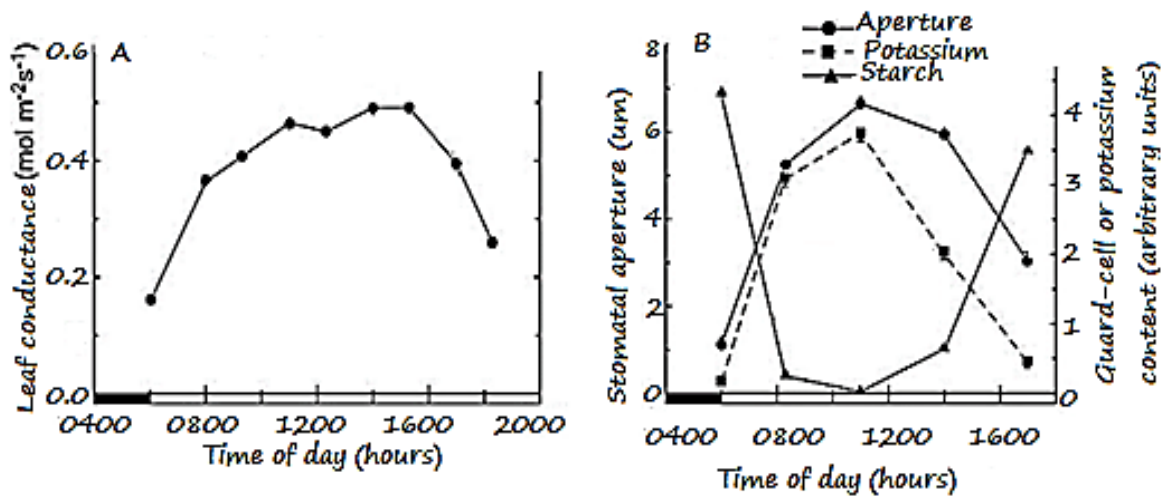 A
Leaf conductance (mol m⁻²s⁻¹)
0.6
0.4
0.2
0.0
0400 0800 1200 1600 2000
Time of day (hours)
B
Aperture
Potassium
Starch
Stomatal aperture (um)
8
6
4
2
0
4
3
2
1
0
Guard-cell or potassium
content (arbitrary units)
0400 0800 1200 1600
Time of day (hours)